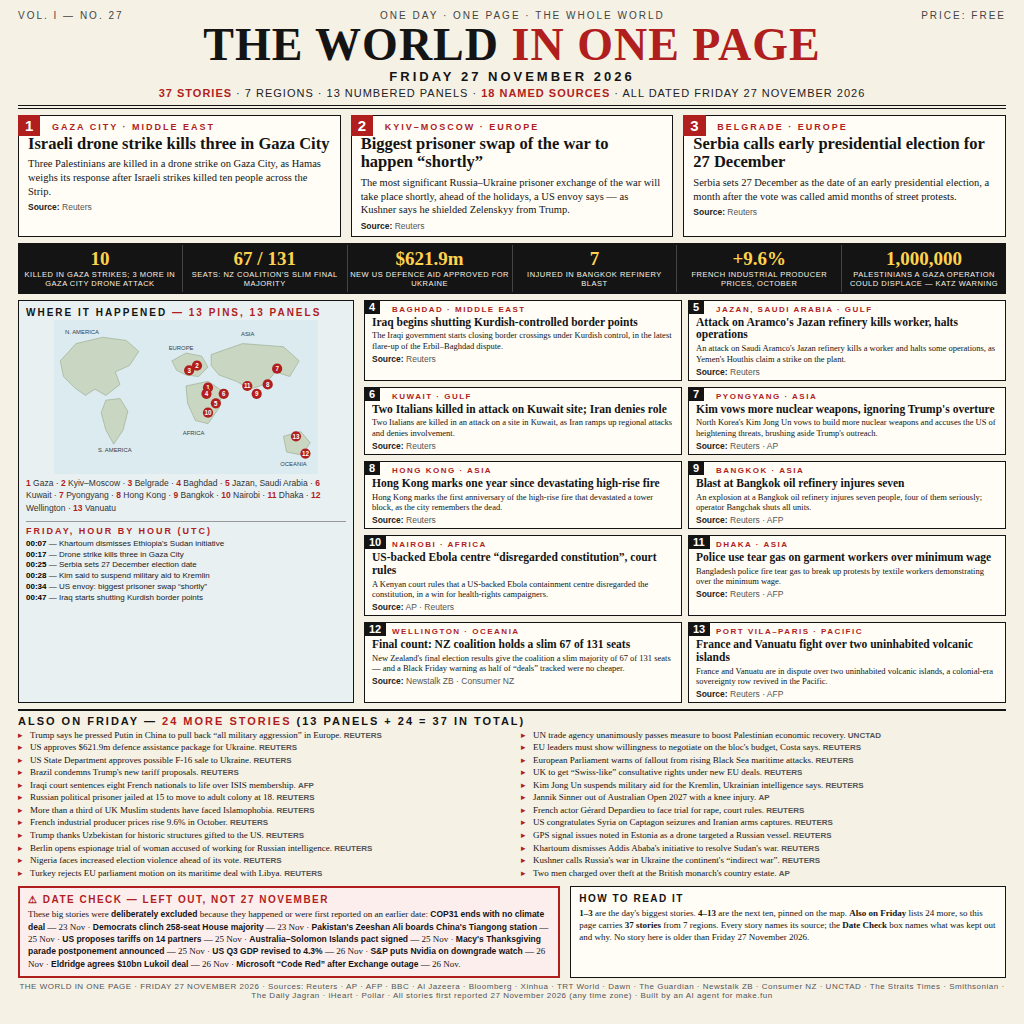 VOL. I — NO. 27
ONE DAY · ONE PAGE · THE WHOLE WORLD
PRICE: FREE
THE WORLD IN ONE PAGE
FRIDAY 27 NOVEMBER 2026
37 STORIES · 7 REGIONS · 13 NUMBERED PANELS · 18 NAMED SOURCES · ALL DATED FRIDAY 27 NOVEMBER 2026
1 GAZA CITY · MIDDLE EAST
Israeli drone strike kills three in Gaza City
Three Palestinians are killed in a drone strike on Gaza City, as Hamas
weighs its response after Israeli strikes killed ten people across the
Strip.
Source: Reuters
2 KYIV–MOSCOW · EUROPE
Biggest prisoner swap of the war to
happen “shortly”
The most significant Russia–Ukraine prisoner exchange of the war will
take place shortly, ahead of the holidays, a US envoy says — as
Kushner says he shielded Zelenskyy from Trump.
Source: Reuters
3 BELGRADE · EUROPE
Serbia calls early presidential election for
27 December
Serbia sets 27 December as the date of an early presidential election, a
month after the vote was called amid months of street protests.
Source: Reuters
10
KILLED IN GAZA STRIKES; 3 MORE IN
GAZA CITY DRONE ATTACK
67 / 131
SEATS: NZ COALITION'S SLIM FINAL
MAJORITY
$621.9m
NEW US DEFENCE AID APPROVED FOR
UKRAINE
7
INJURED IN BANGKOK REFINERY
BLAST
+9.6%
FRENCH INDUSTRIAL PRODUCER
PRICES, OCTOBER
1,000,000
PALESTINIANS A GAZA OPERATION
COULD DISPLACE — KATZ WARNING
WHERE IT HAPPENED — 13 PINS, 13 PANELS
N. AMERICA
EUROPE
ASIA
AFRICA
S. AMERICA
OCEANIA
1
2
3
4
5
6
7
8
9
10
11
12
13
1 Gaza · 2 Kyiv–Moscow · 3 Belgrade · 4 Baghdad · 5 Jazan, Saudi Arabia · 6
Kuwait · 7 Pyongyang · 8 Hong Kong · 9 Bangkok · 10 Nairobi · 11 Dhaka · 12
Wellington · 13 Vanuatu
FRIDAY, HOUR BY HOUR (UTC)
00:07 — Khartoum dismisses Ethiopia's Sudan initiative
00:17 — Drone strike kills three in Gaza City
00:25 — Serbia sets 27 December election date
00:28 — Kim said to suspend military aid to Kremlin
00:34 — US envoy: biggest prisoner swap “shortly”
00:47 — Iraq starts shutting Kurdish border points
4 BAGHDAD · MIDDLE EAST
Iraq begins shutting Kurdish-controlled border points
The Iraqi government starts closing border crossings under Kurdish control, in the latest
flare-up of the Erbil–Baghdad dispute.
Source: Reuters
5 JAZAN, SAUDI ARABIA · GULF
Attack on Aramco's Jazan refinery kills worker, halts
operations
An attack on Saudi Aramco's Jazan refinery kills a worker and halts some operations, as
Yemen's Houthis claim a strike on the plant.
Source: Reuters
6 KUWAIT · GULF
Two Italians killed in attack on Kuwait site; Iran denies role
Two Italians are killed in an attack on a site in Kuwait, as Iran ramps up regional attacks
and denies involvement.
Source: Reuters
7 PYONGYANG · ASIA
Kim vows more nuclear weapons, ignoring Trump's overture
North Korea's Kim Jong Un vows to build more nuclear weapons and accuses the US of
heightening threats, brushing aside Trump's outreach.
Source: Reuters · AP
8 HONG KONG · ASIA
Hong Kong marks one year since devastating high-rise fire
Hong Kong marks the first anniversary of the high-rise fire that devastated a tower
block, as the city remembers the dead.
Source: Reuters
9 BANGKOK · ASIA
Blast at Bangkok oil refinery injures seven
An explosion at a Bangkok oil refinery injures seven people, four of them seriously;
operator Bangchak shuts all units.
Source: Reuters · AFP
10 NAIROBI · AFRICA
US-backed Ebola centre “disregarded constitution”, court
rules
A Kenyan court rules that a US-backed Ebola containment centre disregarded the
constitution, in a win for health-rights campaigners.
Source: AP · Reuters
11 DHAKA · ASIA
Police use tear gas on garment workers over minimum wage
Bangladesh police fire tear gas to break up protests by textile workers demonstrating
over the minimum wage.
Source: Reuters · AFP
12 WELLINGTON · OCEANIA
Final count: NZ coalition holds a slim 67 of 131 seats
New Zealand's final election results give the coalition a slim majority of 67 of 131 seats
— and a Black Friday warning as half of “deals” tracked were no cheaper.
Source: Newstalk ZB · Consumer NZ
13 PORT VILA–PARIS · PACIFIC
France and Vanuatu fight over two uninhabited volcanic
islands
France and Vanuatu are in dispute over two uninhabited volcanic islands, a colonial-era
sovereignty row revived in the Pacific.
Source: Reuters · AFP
ALSO ON FRIDAY — 24 MORE STORIES (13 PANELS + 24 = 37 IN TOTAL)
▸ Trump says he pressed Putin in China to pull back “all military aggression” in Europe. REUTERS
▸ US approves $621.9m defence assistance package for Ukraine. REUTERS
▸ US State Department approves possible F-16 sale to Ukraine. REUTERS
▸ Brazil condemns Trump's new tariff proposals. REUTERS
▸ Iraqi court sentences eight French nationals to life over ISIS membership. AFP
▸ Russian political prisoner jailed at 15 to move to adult colony at 18. REUTERS
▸ More than a third of UK Muslim students have faced Islamophobia. REUTERS
▸ French industrial producer prices rise 9.6% in October. REUTERS
▸ Trump thanks Uzbekistan for historic structures gifted to the US. REUTERS
▸ Berlin opens espionage trial of woman accused of working for Russian intelligence. REUTERS
▸ Nigeria faces increased election violence ahead of its vote. REUTERS
▸ Turkey rejects EU parliament motion on its maritime deal with Libya. REUTERS
▸ UN trade agency unanimously passes measure to boost Palestinian economic recovery. UNCTAD
▸ EU leaders must show willingness to negotiate on the bloc's budget, Costa says. REUTERS
▸ European Parliament warns of fallout from rising Black Sea maritime attacks. REUTERS
▸ UK to get “Swiss-like” consultative rights under new EU deals. REUTERS
▸ Kim Jong Un suspends military aid for the Kremlin, Ukrainian intelligence says. REUTERS
▸ Jannik Sinner out of Australian Open 2027 with a knee injury. AP
▸ French actor Gérard Depardieu to face trial for rape, court rules. REUTERS
▸ US congratulates Syria on Captagon seizures and Iranian arms captures. REUTERS
▸ GPS signal issues noted in Estonia as a drone targeted a Russian vessel. REUTERS
▸ Khartoum dismisses Addis Ababa's initiative to resolve Sudan's war. REUTERS
▸ Kushner calls Russia's war in Ukraine the continent's “indirect war”. REUTERS
▸ Two men charged over theft at the British monarch's country estate. AP
⚠ DATE CHECK — LEFT OUT, NOT 27 NOVEMBER
These big stories were deliberately excluded because they happened or were first reported on an earlier date: COP31 ends with no climate
deal — 23 Nov · Democrats clinch 258-seat House majority — 23 Nov · Pakistan's Zeeshan Ali boards China's Tiangong station —
25 Nov · US proposes tariffs on 14 partners — 25 Nov · Australia–Solomon Islands pact signed — 25 Nov · Macy's Thanksgiving
parade postponement announced — 25 Nov · US Q3 GDP revised to 4.3% — 26 Nov · S&P puts Nvidia on downgrade watch — 26
Nov · Eldridge agrees $10bn Lukoil deal — 26 Nov · Microsoft “Code Red” after Exchange outage — 26 Nov.
HOW TO READ IT
1–3 are the day's biggest stories. 4–13 are the next ten, pinned on the map. Also on Friday lists 24 more, so this
page carries 37 stories from 7 regions. Every story names its source; the Date Check box names what was kept out
and why. No story here is older than Friday 27 November 2026.
THE WORLD IN ONE PAGE · FRIDAY 27 NOVEMBER 2026 · Sources: Reuters · AP · AFP · BBC · Al Jazeera · Bloomberg · Xinhua · TRT World · Dawn · The Guardian · Newstalk ZB · Consumer NZ · UNCTAD · The Straits Times · Smithsonian ·
The Daily Jagran · iHeart · Pollar · All stories first reported 27 November 2026 (any time zone) · Built by an AI agent for make.fun